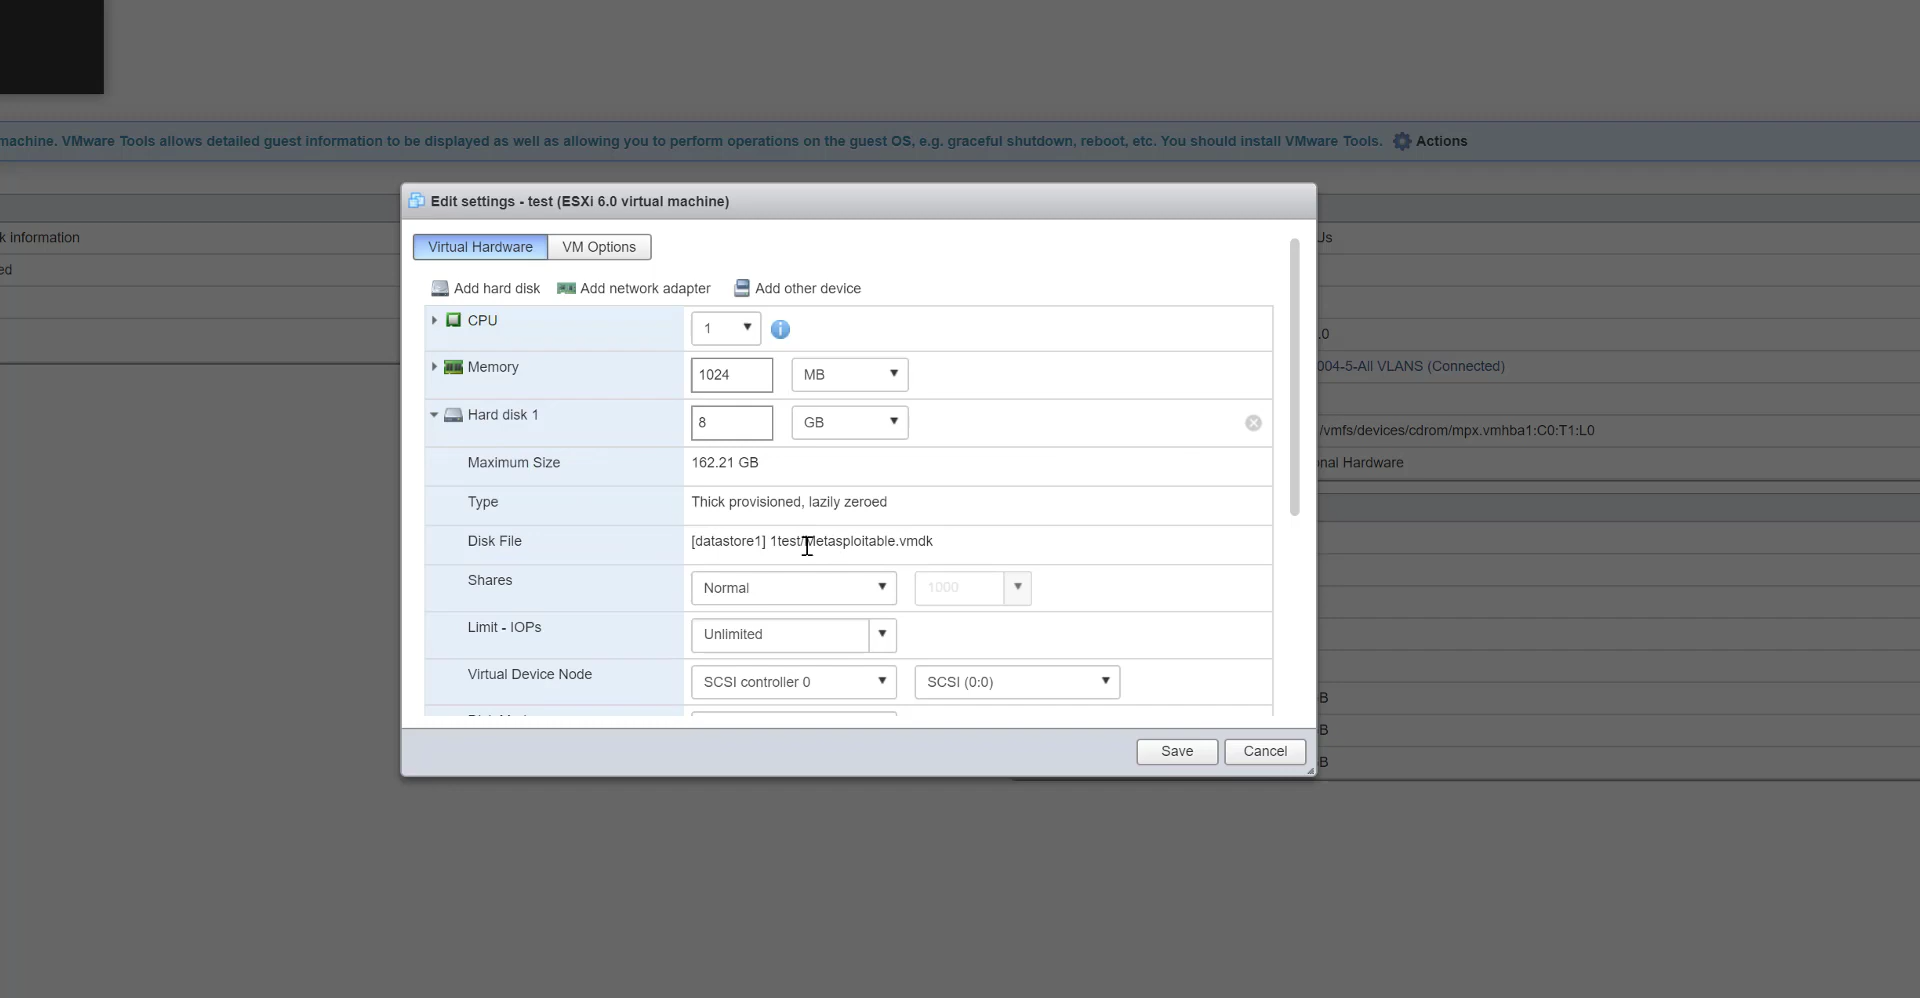 machine. VMware Tools allows detailed guest information to be displayed as well as allowing you to perform operations on the guest OS, e.g. graceful shutdown, reboot, etc. You should install VMware Tools. Actions
Edit settings - test (ESXi 6.0 virtual machine)
k information
ed
Virtual Hardware VM Options
Add hard disk Add network adapter Add other device
CPU 1
Memory 1024 MB
Hard disk 1 8 GB
Maximum Size 162.21 GB
Type Thick provisioned, lazily zeroed
Disk File [datastore1] 1test/Metasploitable.vmdk
Shares Normal 1000
Limit - IOPs Unlimited
Virtual Device Node SCSI controller 0 SCSI (0:0)
Save Cancel
Us
.0
004-5-All VLANS (Connected)
/vmfs/devices/cdrom/mpx.vmhba1:C0:T1:L0
nal Hardware
B
B
B